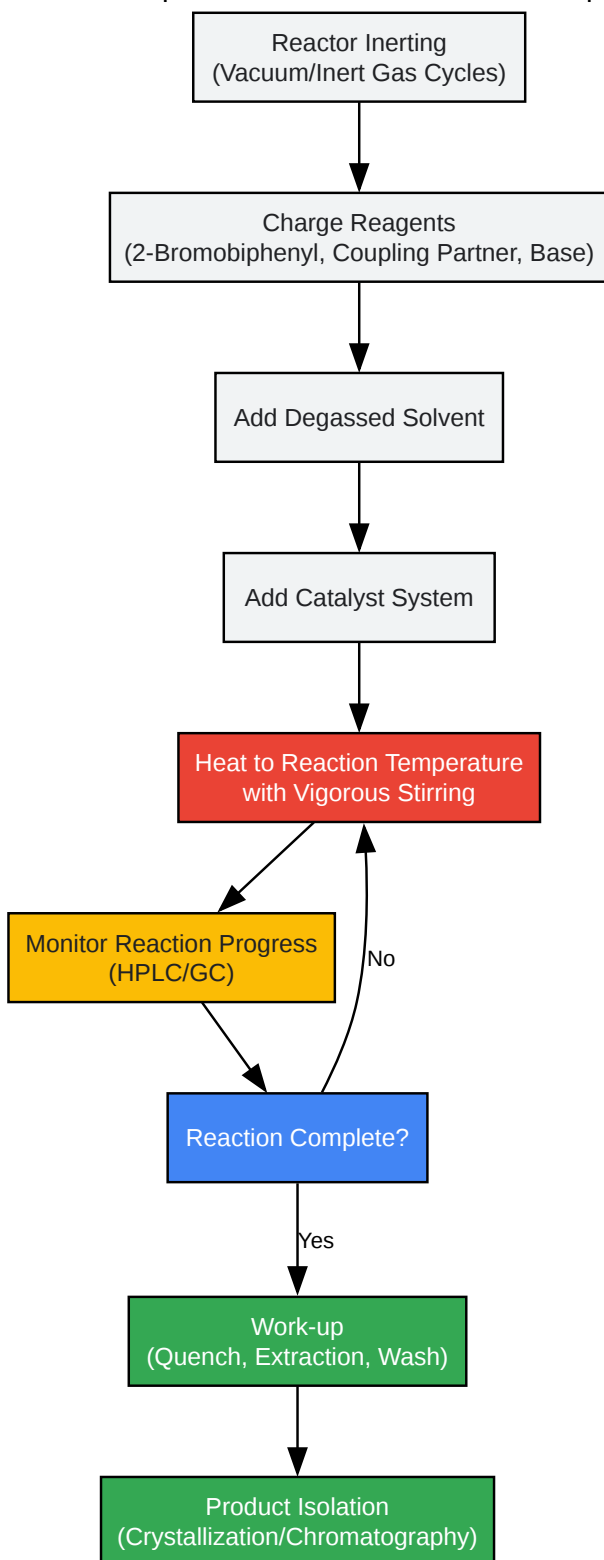 Reactor Inerting
(Vacuum/Inert Gas Cycles)
Charge Reagents
(2-Bromobiphenyl, Coupling Partner, Base)
Add Degassed Solvent
Add Catalyst System
Heat to Reaction Temperature
with Vigorous Stirring
Monitor Reaction Progress
(HPLC/GC)
No
Reaction Complete?
Yes
Work-up
(Quench, Extraction, Wash)
Product Isolation
(Crystallization/Chromatography)